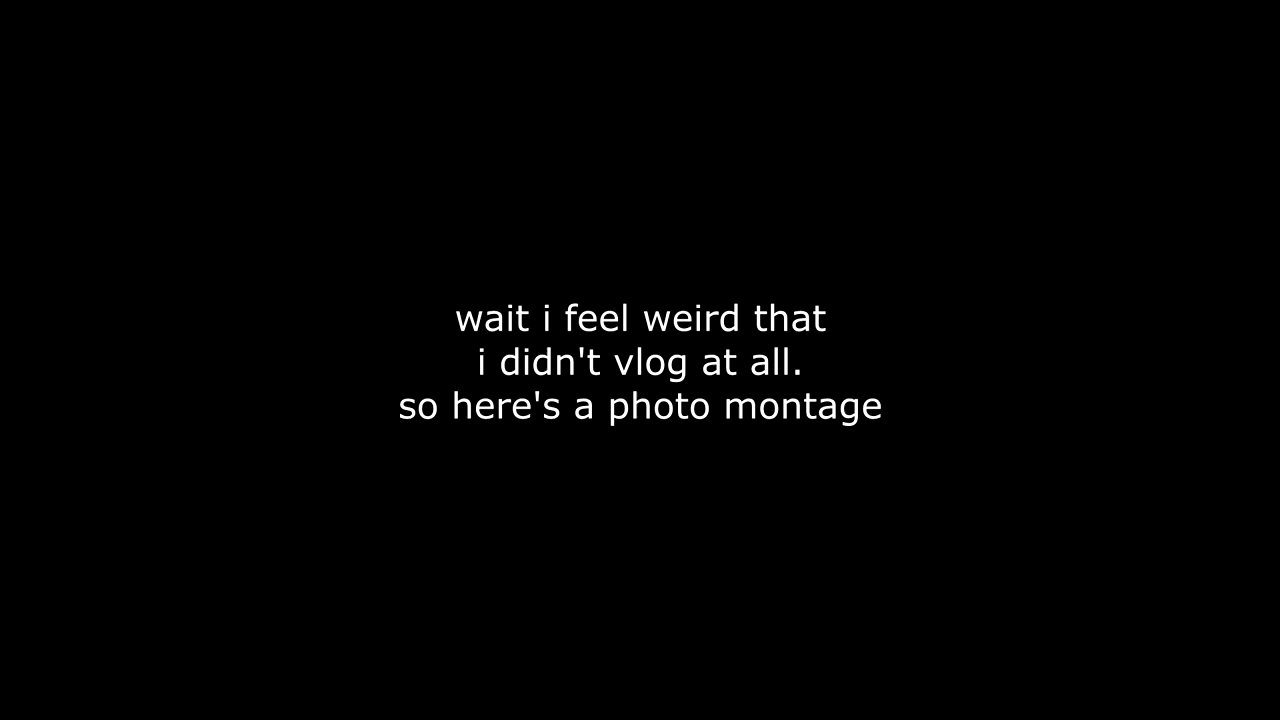 wait i feel weird that
i didn't vlog at all.
so here's a photo montage